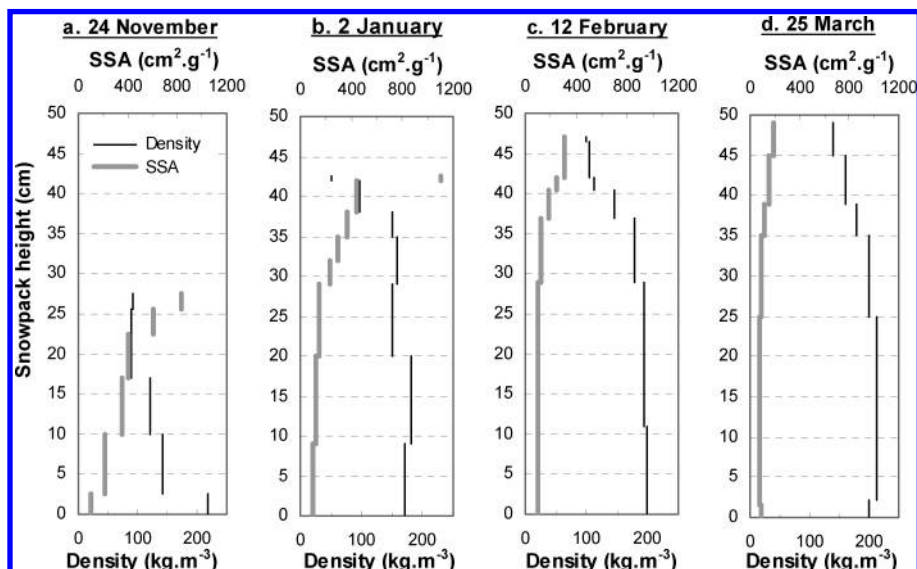 a. 24 November
b. 2 January
c. 12 February
d. 25 March
SSA (cm².g⁻¹)
SSA (cm².g⁻¹)
SSA (cm².g⁻¹)
SSA (cm².g⁻¹)
0 400 800 1200
0 400 800 1200
0 400 800 1200
0 400 800 1200
Snowpack height (cm)
50
45
40
35
30
25
20
15
10
5
0
Density
SSA
50
45
40
35
30
25
20
15
10
5
0
50
45
40
35
30
25
20
15
10
5
0
50
45
40
35
30
25
20
15
10
5
0
0 100 200
0 100 200
0 100 200
0 100 200
Density (kg.m⁻³)
Density (kg.m⁻³)
Density (kg.m⁻³)
Density (kg.m⁻³)